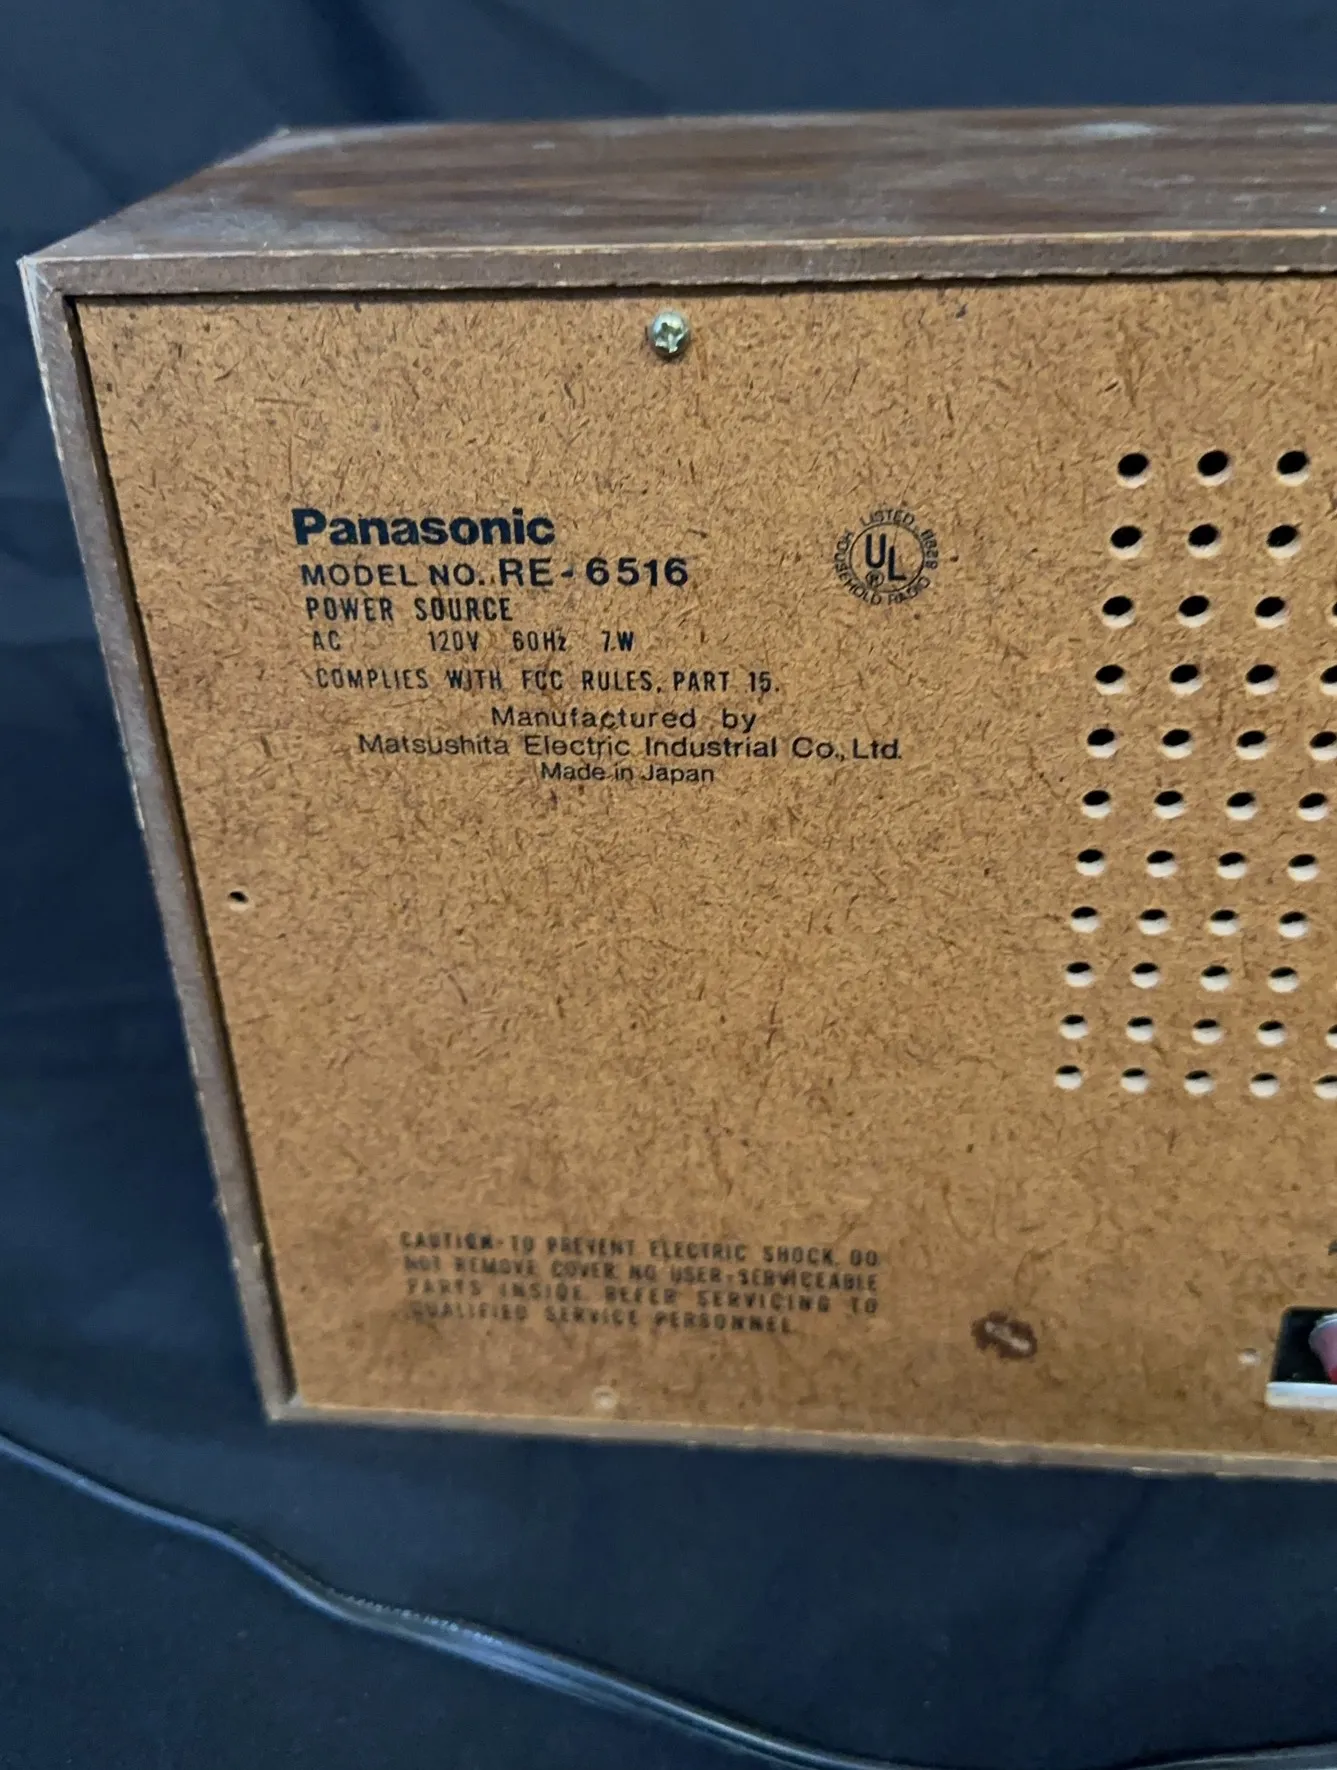 Panasonic
MODEL NO. RE-6516
POWER SOURCE
AC 120V 60Hz 7W
COMPLIES WITH FCC RULES, PART 15.
Manufactured by
Matsushita Electric Industrial Co., Ltd.
Made in Japan
LISTED
UL
®
HOUSEHOLD RADIO
CAUTION-TO PREVENT ELECTRIC SHOCK, DO
NOT REMOVE COVER. NO USER-SERVICEABLE
PARTS INSIDE. REFER SERVICING TO
QUALIFIED SERVICE PERSONNEL